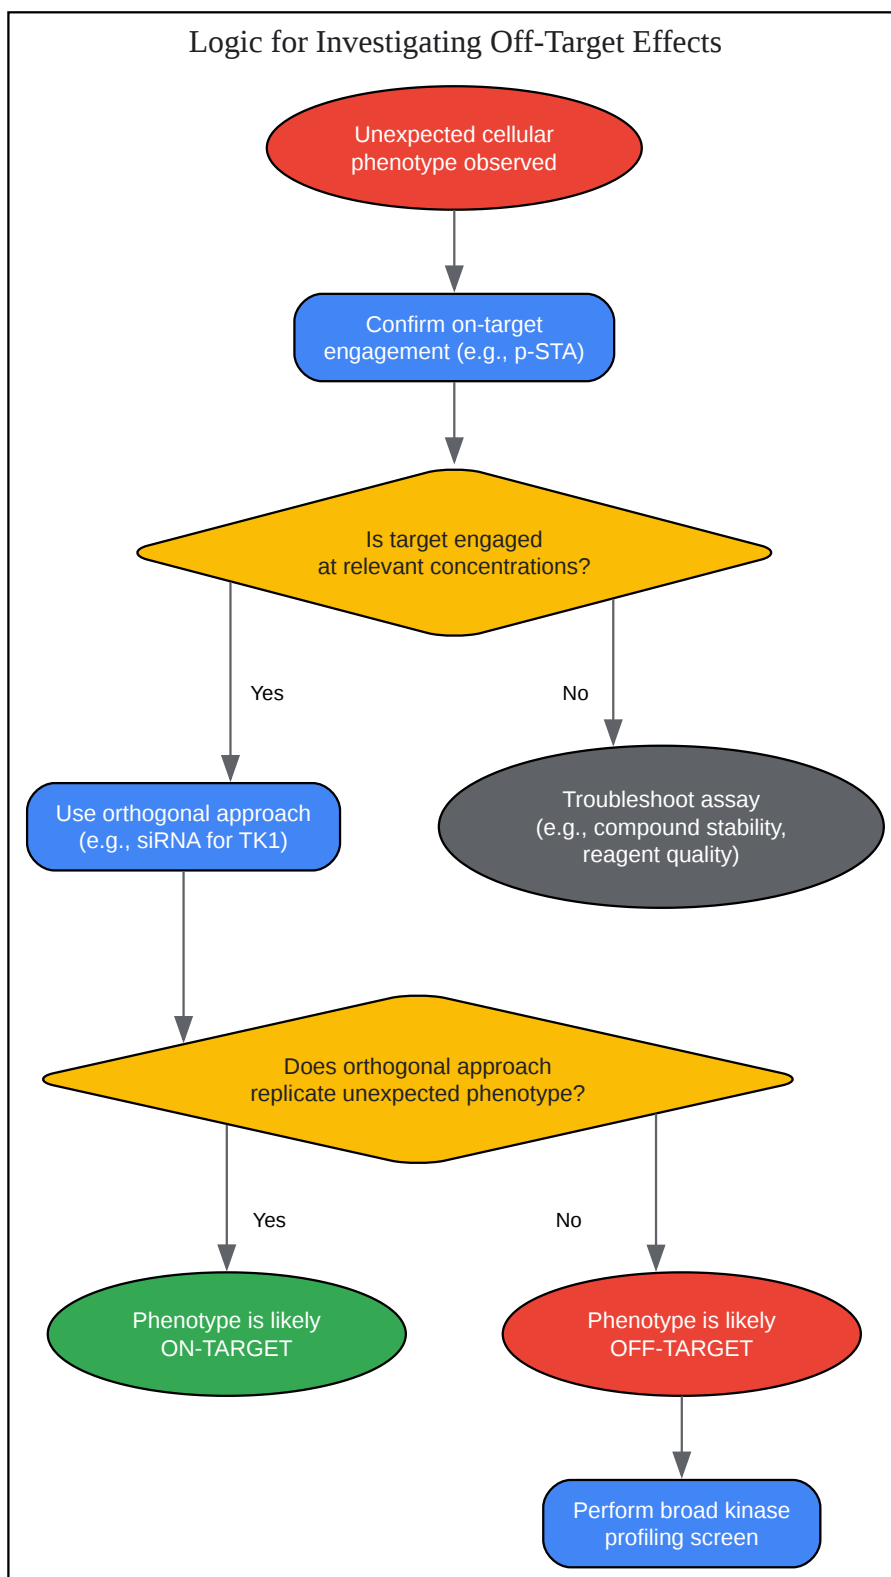 Logic for Investigating Off-Target Effects
Unexpected cellular
phenotype observed
Confirm on-target
engagement (e.g., p-STA)
Is target engaged
at relevant concentrations?
Yes
No
Use orthogonal approach
(e.g., siRNA for TK1)
Troubleshoot assay
(e.g., compound stability,
reagent quality)
Does orthogonal approach
replicate unexpected phenotype?
Yes
No
Phenotype is likely
ON-TARGET
Phenotype is likely
OFF-TARGET
Perform broad kinase
profiling screen